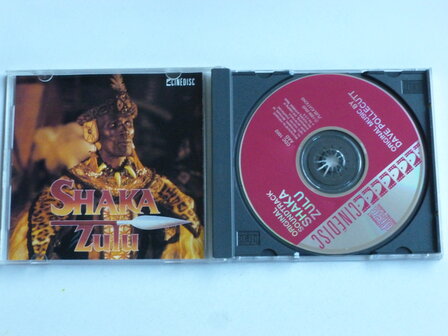 CINEDISC
SHAKA
Zulu
ORIGINAL MUSIC BY
DAVE POLLECUTT
ORIGINAL
SOUNDTRACK
SHAKA
ZULU
CINEDISC